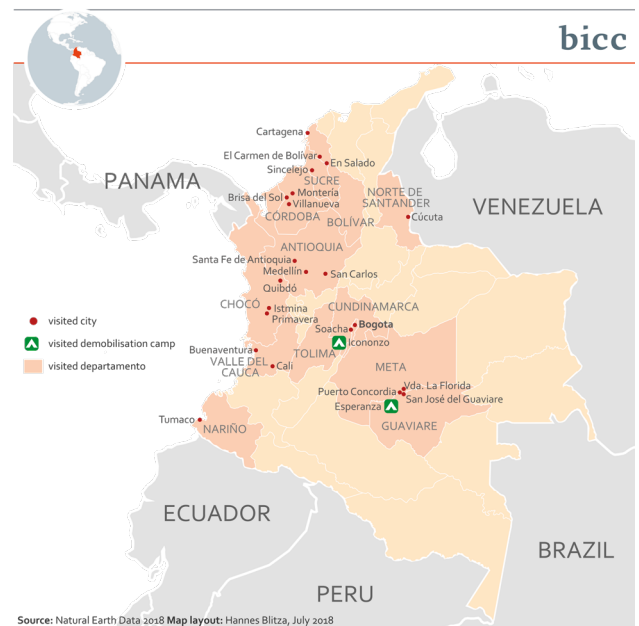 bicc
Cartagena
El Carmen de Bolívar
En Salado
Sincelejo
SUCRE
PANAMA
Montería
Brisa del Sol
Villanueva
NORTE DE
SANTANDER
VENEZUELA
CÓRDOBA
BOLÍVAR
Cúcuta
ANTIOQUIA
Santa Fe de Antioquia
Medellín
San Carlos
Quibdó
CHOCÓ
Istmina
Primavera
CUNDINAMARCA
Bogota
Soacha
Icononzo
TOLIMA
visited city
visited demobilisation camp
visited departamento
Buenaventura
VALLE DEL
CAUCA
Cali
META
Vda. La Florida
Puerto Concordia
San José del Guaviare
Esperanza
GUAVIARE
Tumaco
NARIÑO
ECUADOR
BRAZIL
PERU
Source: Natural Earth Data 2018 Map layout: Hannes Blitza, July 2018